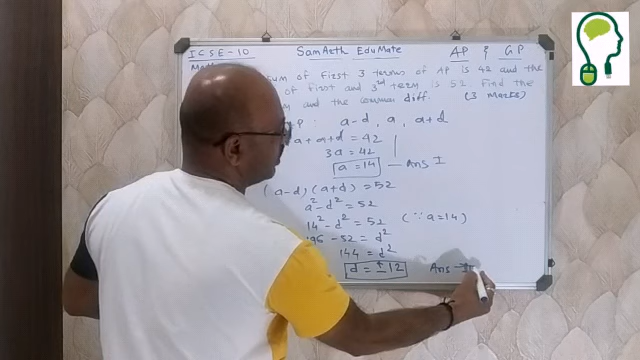 ICSE-10 SamArth EduMate AP & GP
um of first 3 terms of AP is 42 and the
of first and 3rd term is 52. Find the
and the common diff. (3 marks)
P : a-d, a, a+d
a + a+d = 42
3a = 42
a = 14 — Ans I
(a-d) (a+d) = 52
a² - d² = 52
14² - d² = 52 (∵ a=14)
196 - 52 = d²
144 = d²
d = ± 12 Ans - II